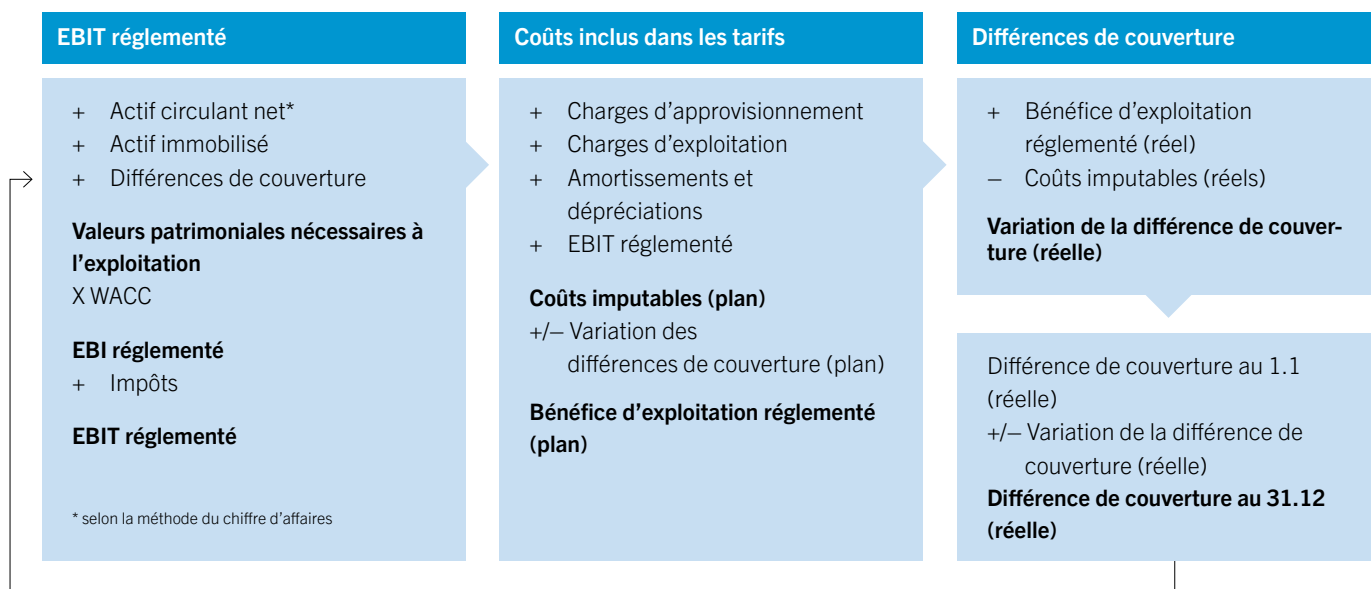 EBIT réglementé
+ Actif circulant net*
+ Actif immobilisé
+ Différences de couverture
Valeurs patrimoniales nécessaires à
l'exploitation
X WACC
EBI réglementé
+ Impôts
EBIT réglementé
* selon la méthode du chiffre d'affaires
Coûts inclus dans les tarifs
+ Charges d'approvisionnement
+ Charges d'exploitation
+ Amortissements et
dépréciations
+ EBIT réglementé
Coûts imputables (plan)
+/– Variation des
différences de couverture (plan)
Bénéfice d'exploitation réglementé
(plan)
Différences de couverture
+ Bénéfice d'exploitation
réglementé (réel)
– Coûts imputables (réels)
Variation de la différence de couver-
ture (réelle)
Différence de couverture au 1.1
(réelle)
+/– Variation de la différence de
couverture (réelle)
Différence de couverture au 31.12
(réelle)